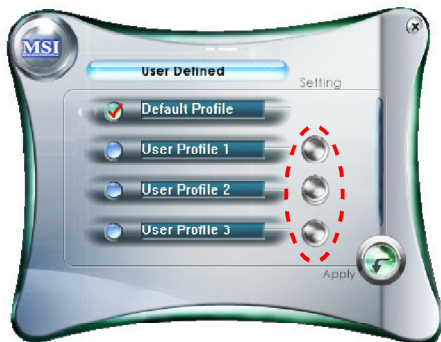 MSI
User Defined
Setting
Default Profile
User Profile 1
User Profile 2
User Profile 3
Apply